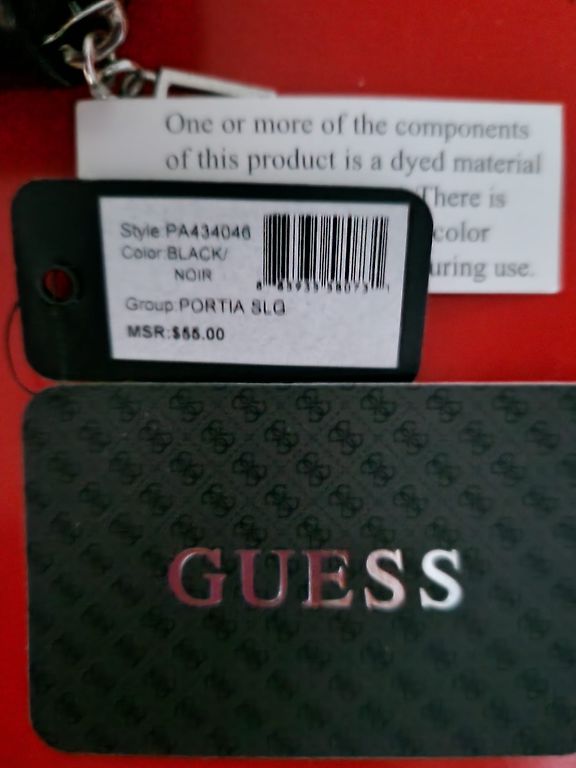 One or more of the components
of this product is a dyed material
There is
color
uring use.
Style:PA434046
Color:BLACK/
NOIR
Group:PORTIA SLG
MSR:$55.00
GUESS